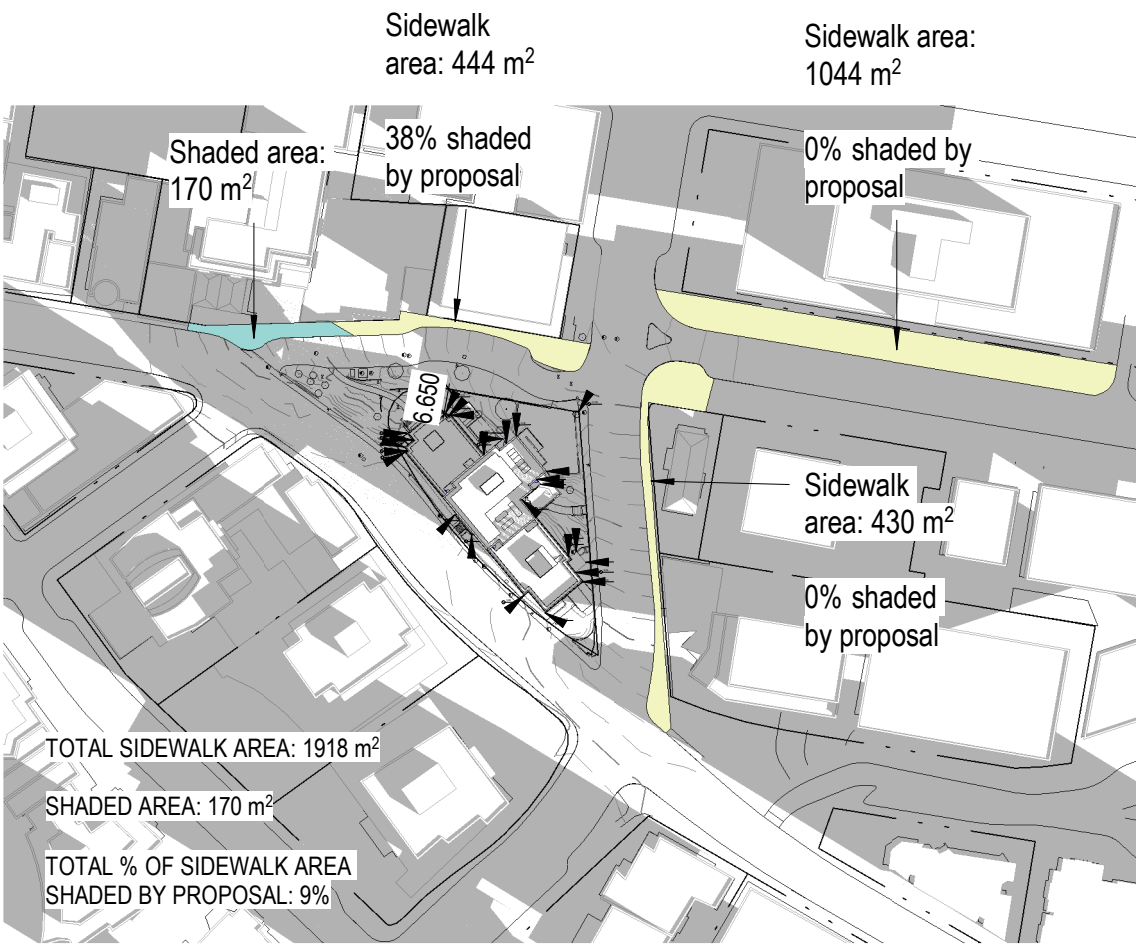 Sidewalk
area: 444 m²
Sidewalk area:
1044 m²
Shaded area:
170 m²
38% shaded
by proposal
0% shaded by
proposal
6.650
Sidewalk
area: 430 m²
0% shaded
by proposal
TOTAL SIDEWALK AREA: 1918 m²
SHADED AREA: 170 m²
TOTAL % OF SIDEWALK AREA
SHADED BY PROPOSAL: 9%